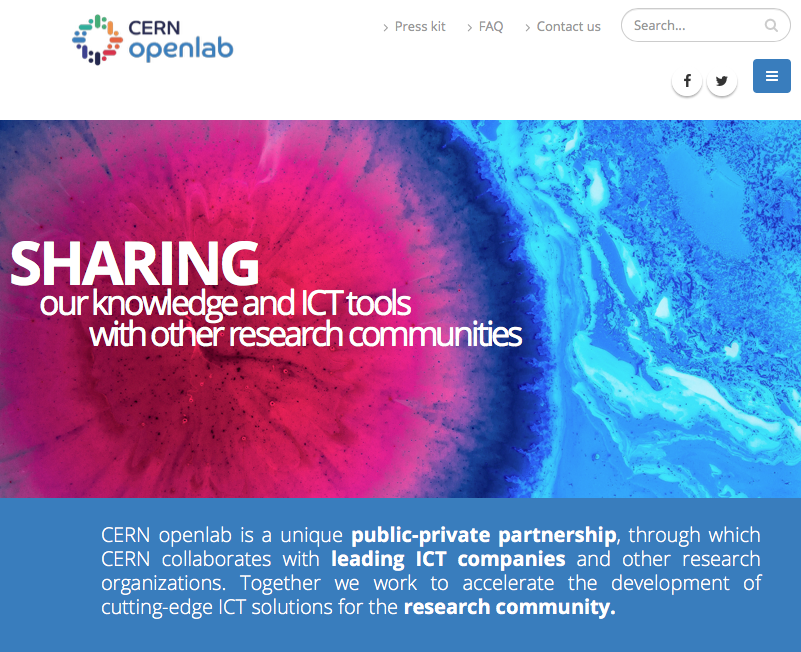 CERN
openlab
Press kit
FAQ
Contact us
Search...
SHARING
our knowledge and ICT tools
with other research communities
CERN openlab is a unique public-private partnership, through which
CERN collaborates with leading ICT companies and other research
organizations. Together we work to accelerate the development of
cutting-edge ICT solutions for the research community.